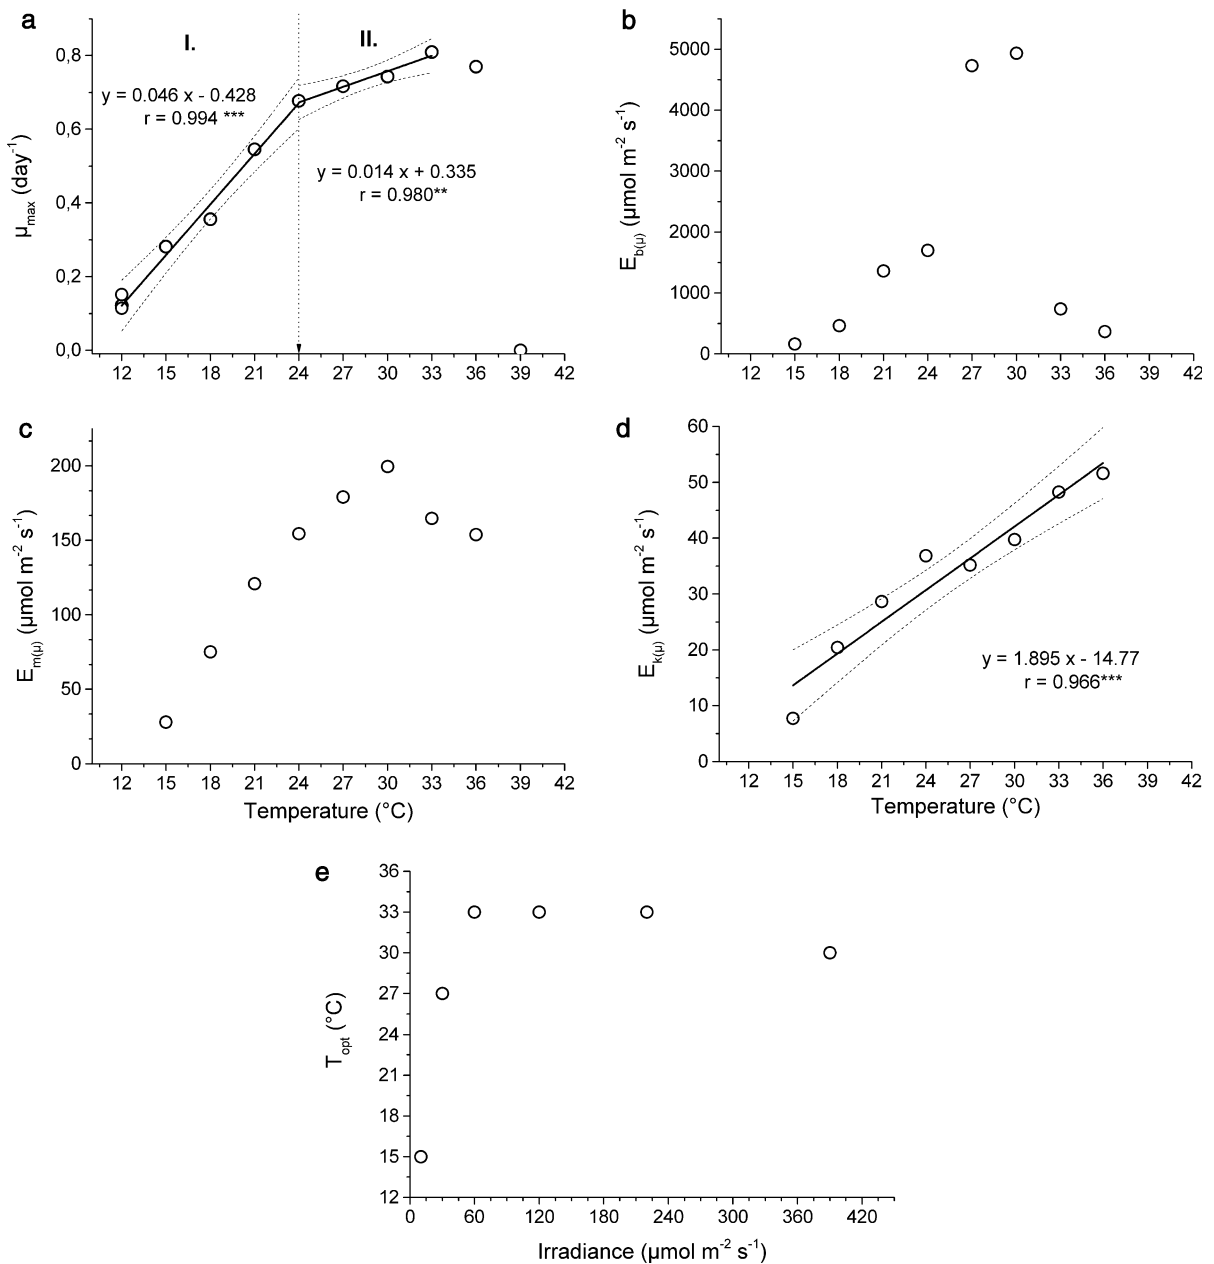 a
I.
II.
y = 0.046 x - 0.428
r = 0.994 ***
y = 0.014 x + 0.335
r = 0.980**
0,8
0,6
0,4
0,2
0,0
μmax (day-1)
12 15 18 21 24 27 30 33 36 39 42
b
5000
4000
3000
2000
1000
0
Eb(μ) (μmol m-2 s-1)
12 15 18 21 24 27 30 33 36 39 42
c
200
150
100
50
0
Em(μ) (μmol m-2 s-1)
12 15 18 21 24 27 30 33 36 39 42
Temperature (°C)
d
60
50
40
30
20
10
0
Ek(μ) (μmol m-2 s-1)
y = 1.895 x - 14.77
r = 0.966***
12 15 18 21 24 27 30 33 36 39 42
Temperature (°C)
e
36
33
30
27
24
21
18
15
12
Topt (°C)
0 60 120 180 240 300 360 420
Irradiance (μmol m-2 s-1)